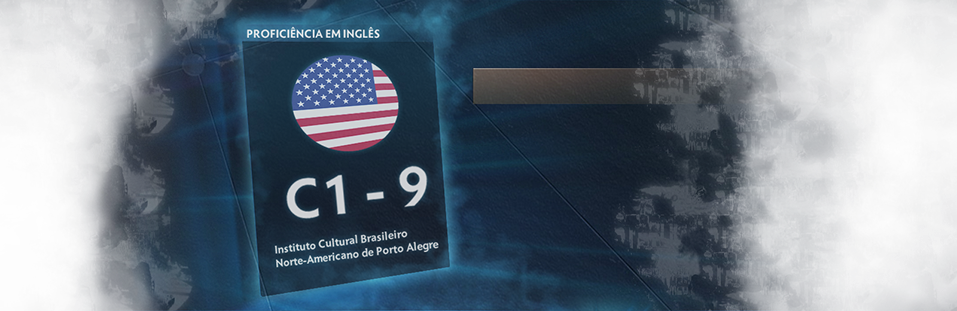 PROFICIÊNCIA EM INGLÊS
C1 - 9
Instituto Cultural Brasileiro
Norte-Americano de Porto Alegre